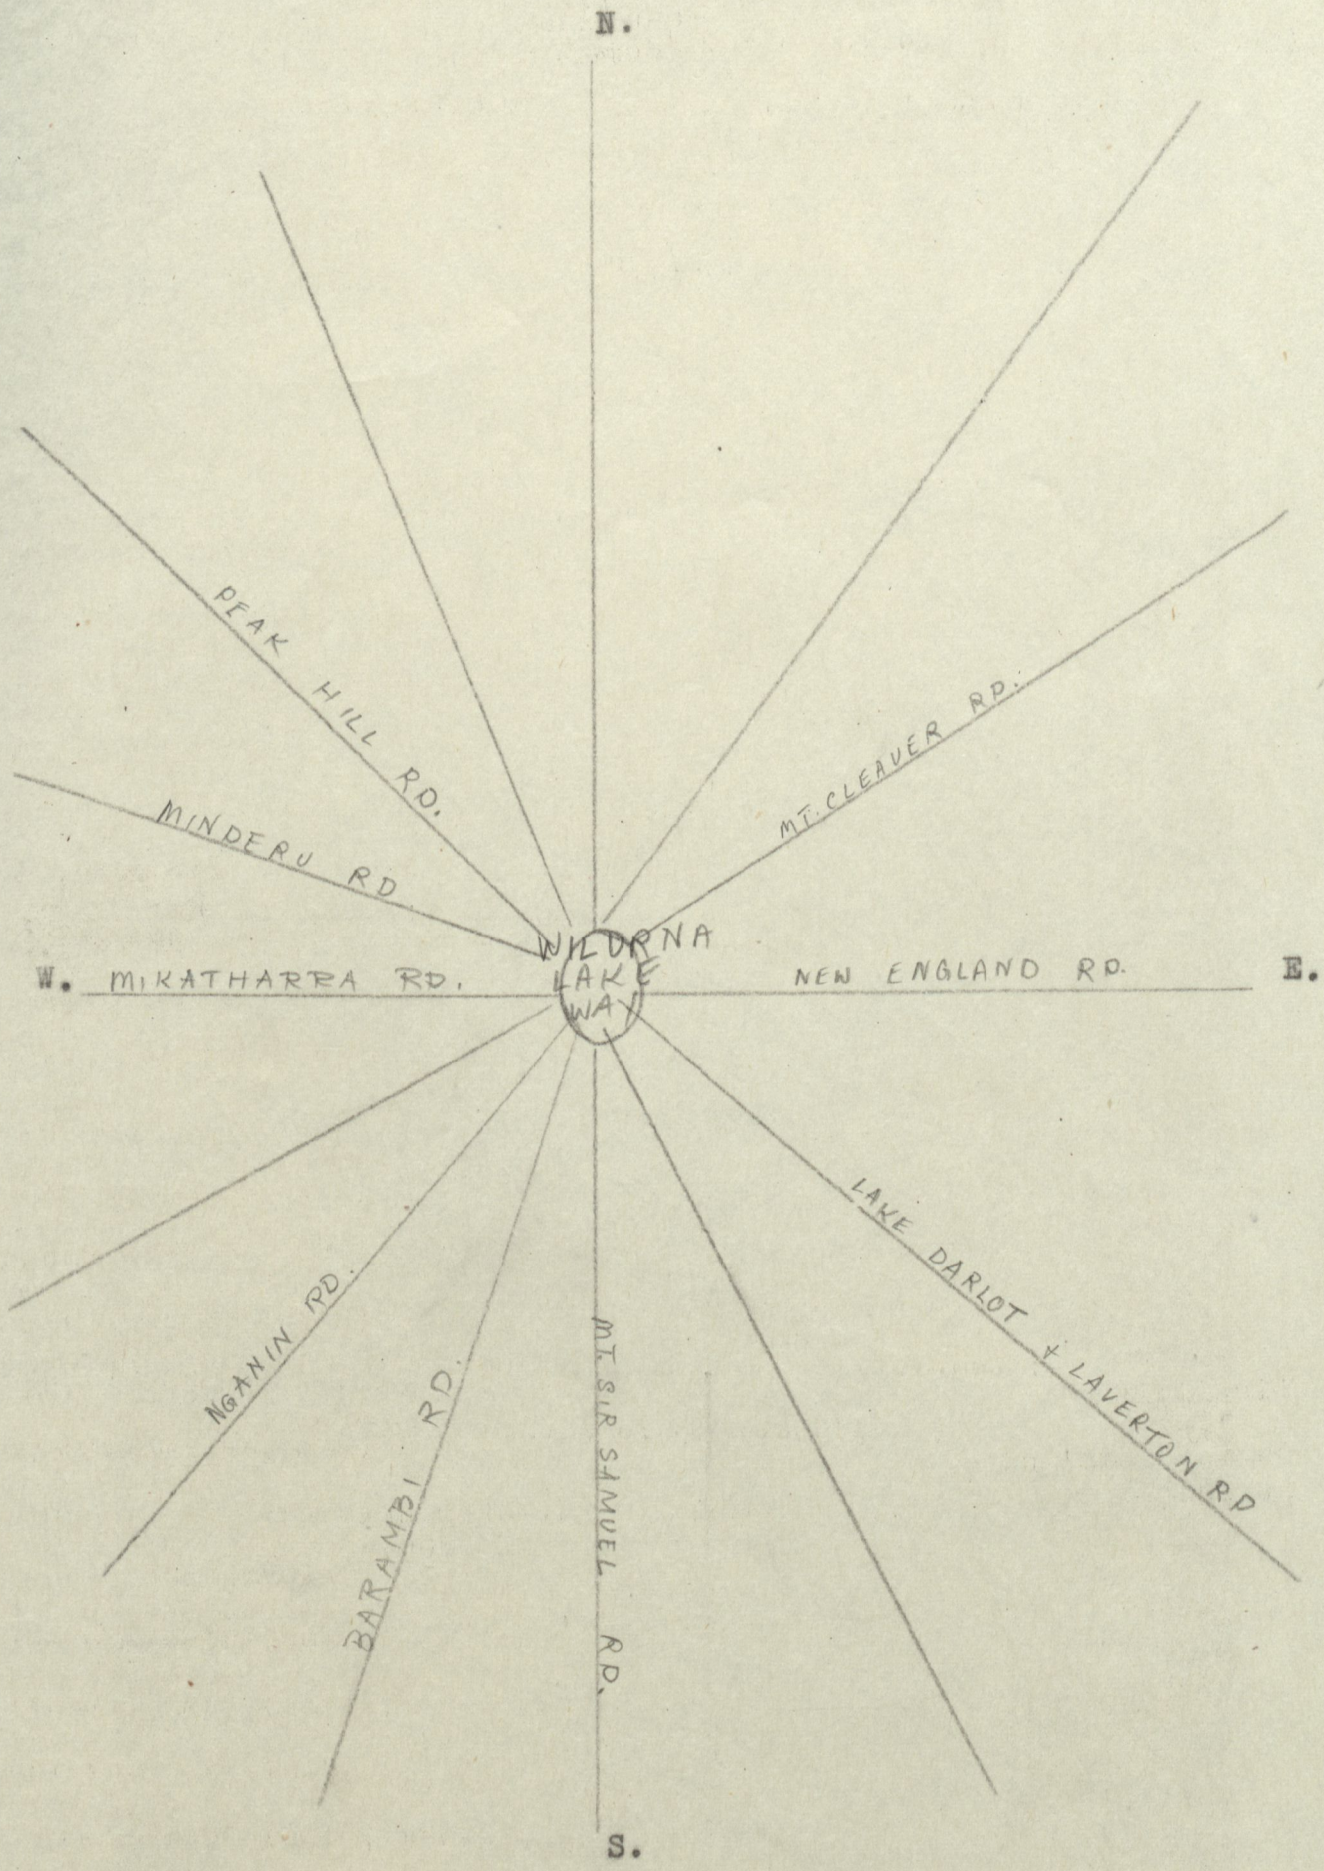 N.
PEAK HILL RD.
MT. CLEAVER RD.
MINDERU RD
WILURNA
LAKE
WAY
W. MIKATHARRA RD.
NEW ENGLAND RD. E.
LAKE DARLOT + LAVERTON RD
NGANIN RD.
BARAMBI RD.
MT. SIR SAMUEL RD.
S.